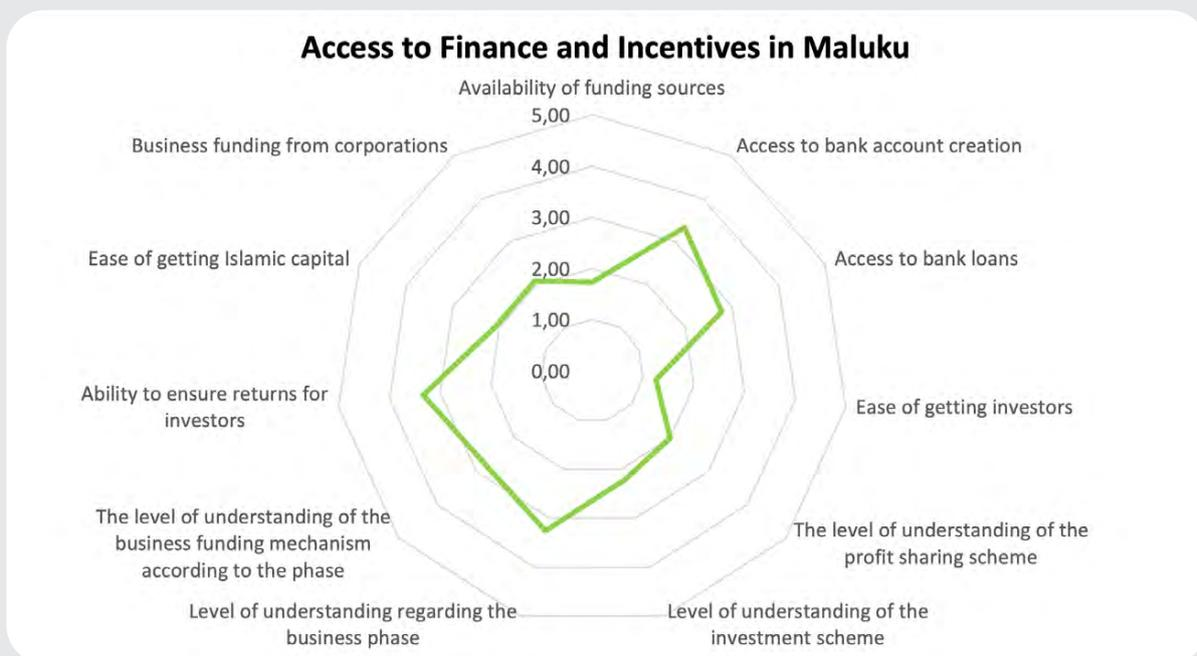 Access to Finance and Incentives in Maluku
Availability of funding sources
5,00
Business funding from corporations
Access to bank account creation
4,00
3,00
Ease of getting Islamic capital
Access to bank loans
2,00
1,00
0,00
Ability to ensure returns for
investors
Ease of getting investors
The level of understanding of the
business funding mechanism
according to the phase
The level of understanding of the
profit sharing scheme
Level of understanding regarding the
business phase
Level of understanding of the
investment scheme